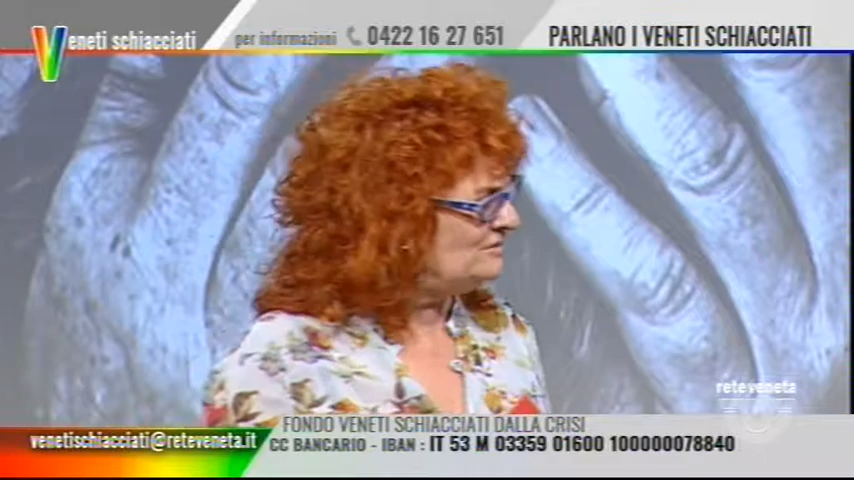 Veneti schiacciati
per informazioni 0422 16 27 651
PARLANO I VENETI SCHIACCIATI
reteveneta
FONDO VENETI SCHIACCIATI DALLA CRISI
venetischiacciati@reteveneta.it
CC BANCARIO - IBAN : IT 53 M 03359 01600 100000078840